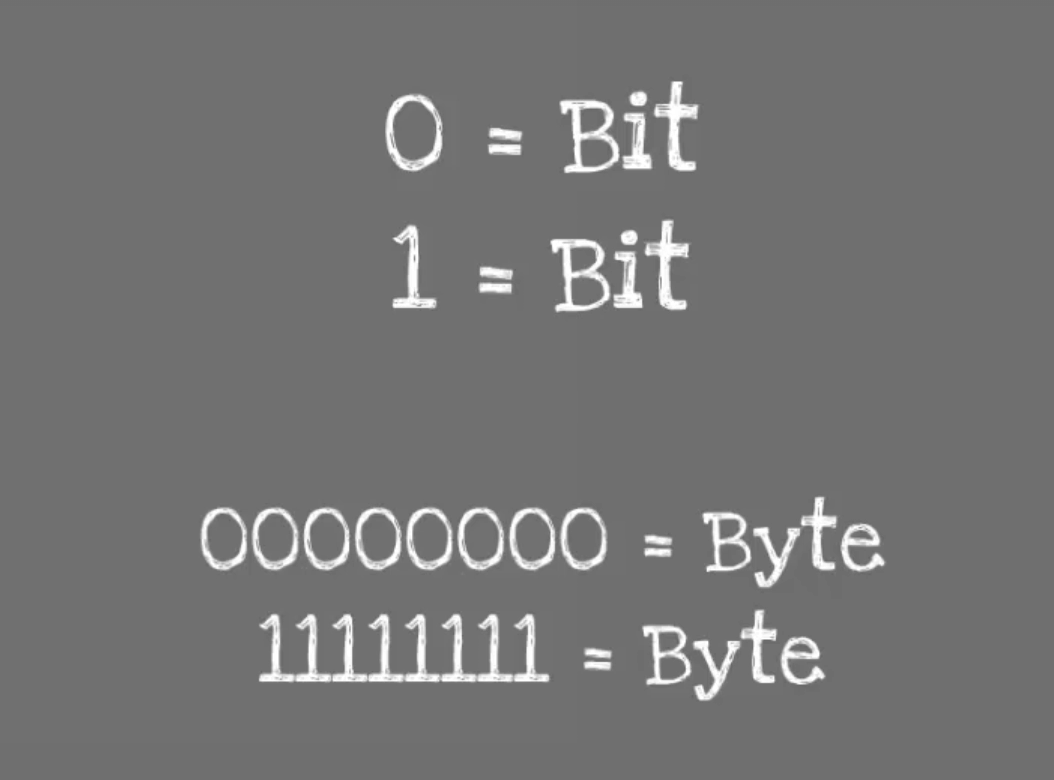 0 = Bit
1 = Bit
00000000 = Byte
11111111 = Byte